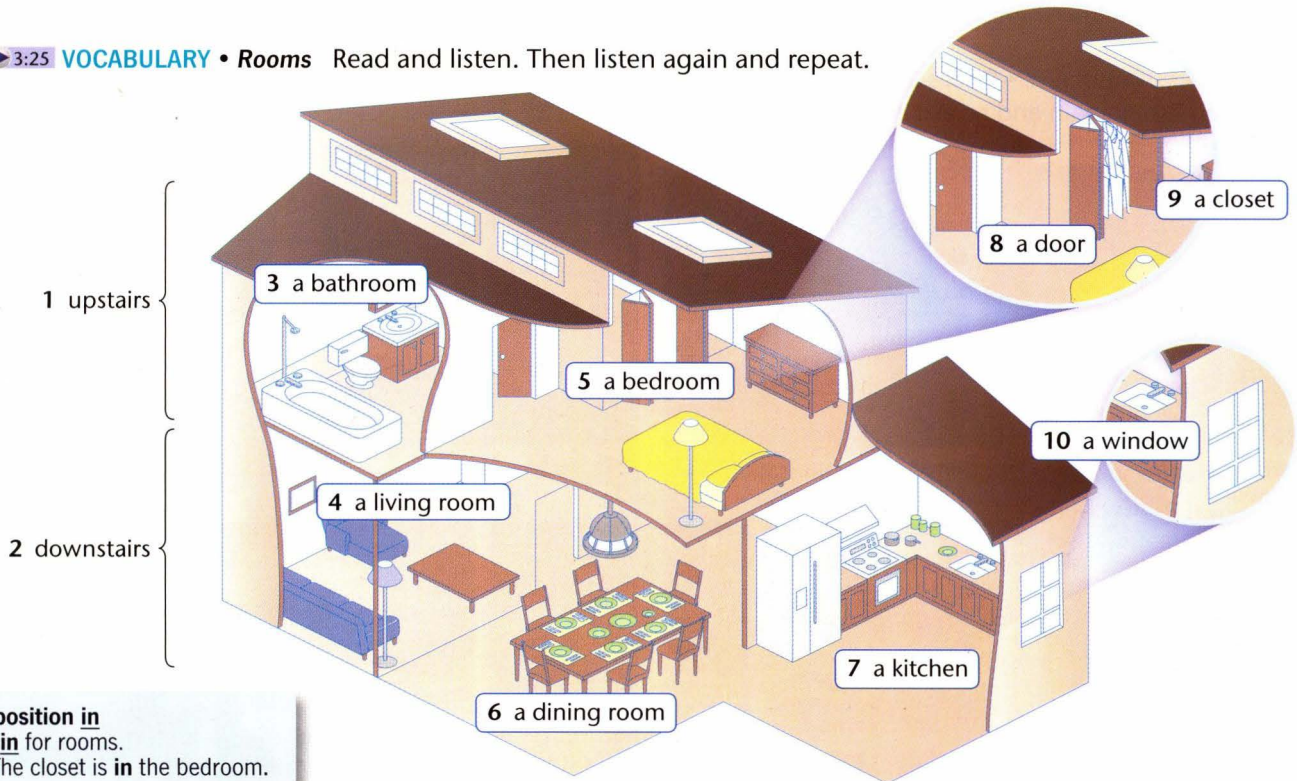 3:25 VOCABULARY • Rooms Read and listen. Then listen again and repeat.
1 upstairs
2 downstairs
3 a bathroom
4 a living room
5 a bedroom
6 a dining room
7 a kitchen
8 a door
9 a closet
10 a window
position in
in for rooms.
he closet is in the bedroom.